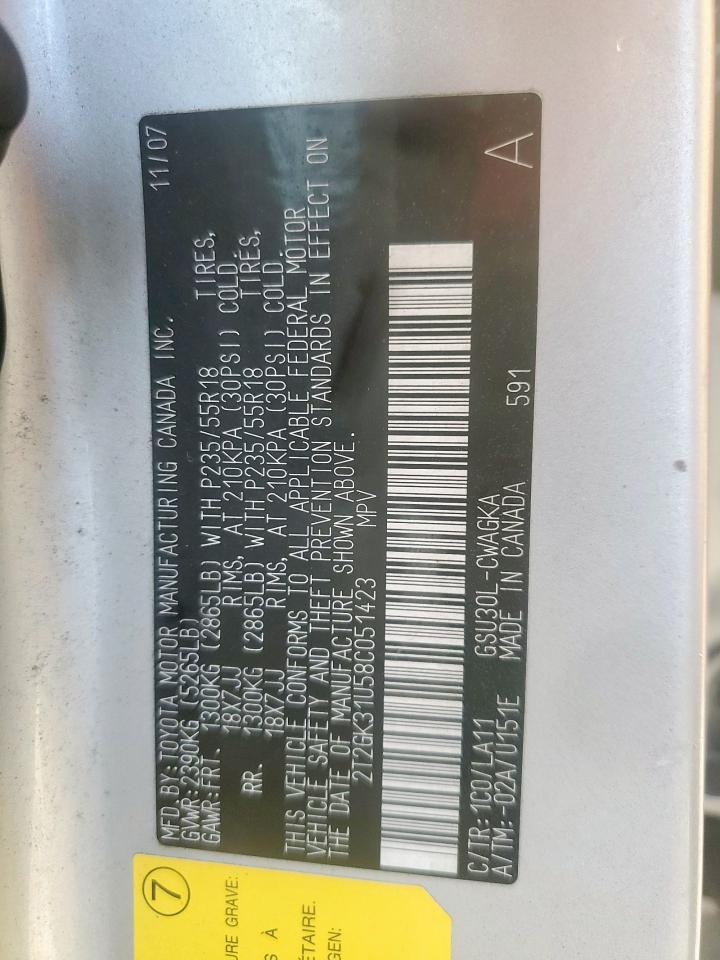 MFD.BY:TOYOTA MOTOR MANUFACTURING CANADA INC. 11/07
GVWR:2390KG (5265LB)
GAWR:FRT. 1300KG (2865LB) WITH P235/55R18 TIRES,
18X7JJ RIMS, AT 210KPA (30PSI) COLD.
RR. 1300KG (2865LB) WITH P235/55R18 TIRES,
18X7JJ RIMS, AT 210KPA (30PSI) COLD.
THIS VEHICLE CONFORMS TO ALL APPLICABLE FEDERAL MOTOR
VEHICLE SAFETY AND THEFT PREVENTION STANDARDS IN EFFECT ON
THE DATE OF MANUFACTURE SHOWN ABOVE.
2T2GK31U58C051423 MPV
C/TR: 1C0/LA11 GSU30L-CWAGKA
A/TM:-02A/U151E MADE IN CANADA 591 A
7
URE GRAVE:
S À
ÉTAIRE.
GEN: